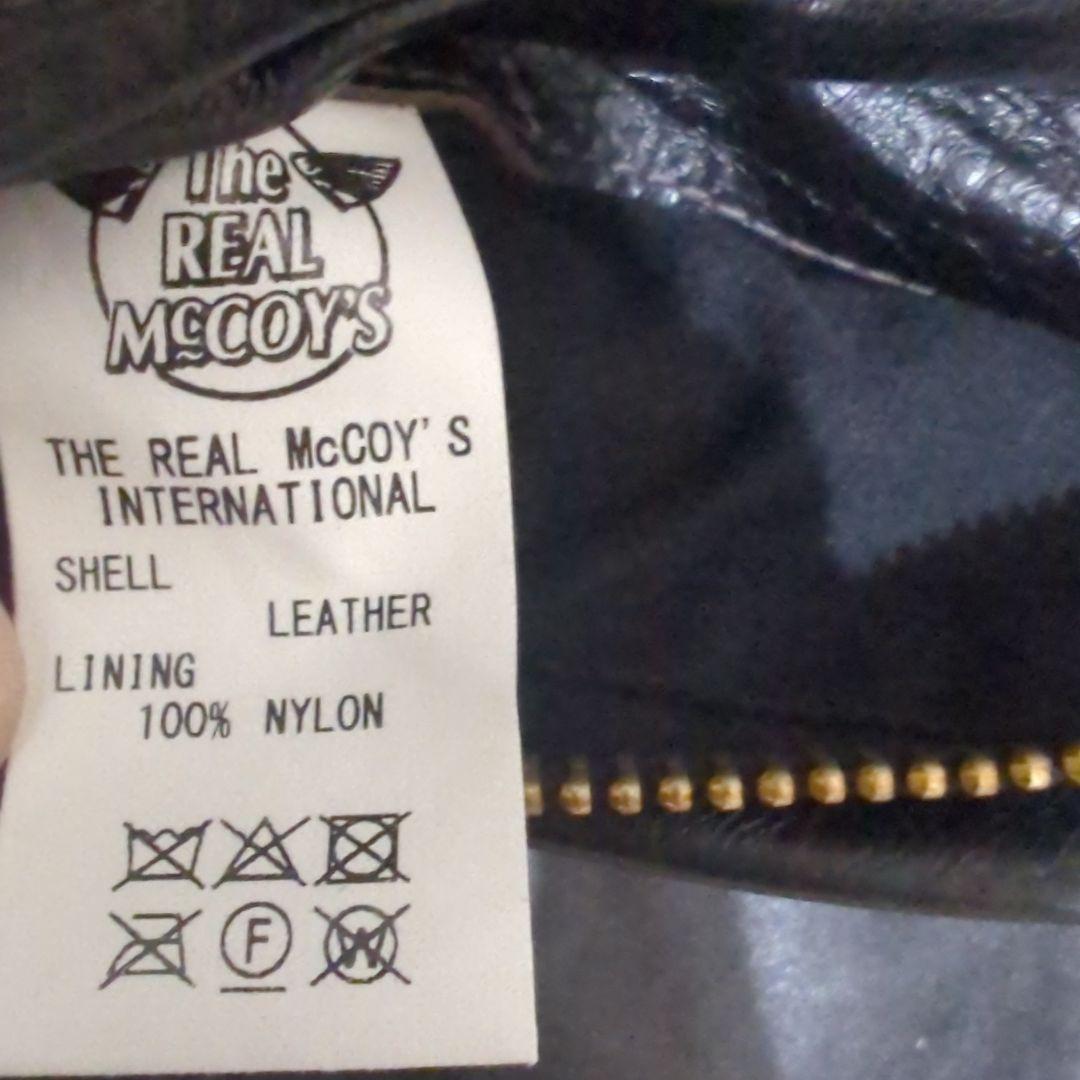 The
REAL
McCOY'S
THE REAL McCOY'S
INTERNATIONAL
SHELL
LEATHER
LINING
100% NYLON
F
W